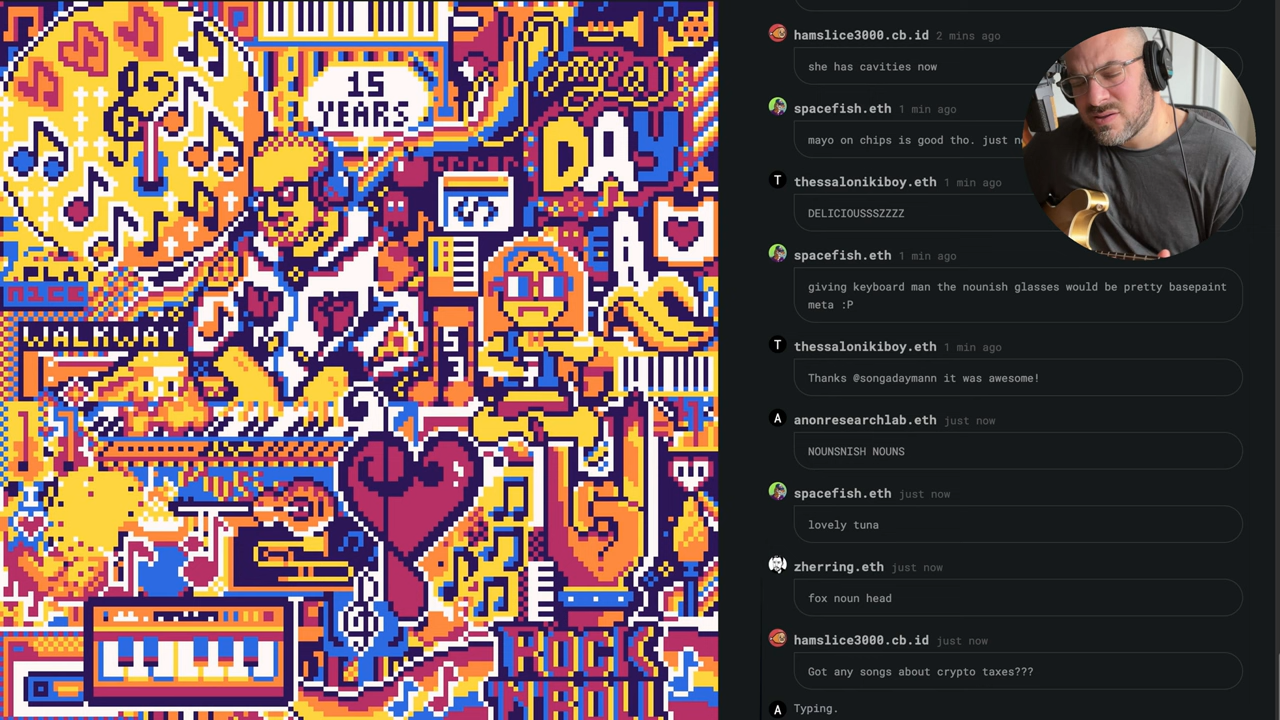 15
YEARS
DAY
PLAY
NICE
WALKWAY
ROCK
hamslice3000.cb.id 2 mins ago
she has cavities now
spacefish.eth 1 min ago
mayo on chips is good tho. just
T thessalonikiboy.eth 1 min ago
DELICIOUSSSZZZZ
spacefish.eth 1 min ago
giving keyboard man the nounish glasses would be pretty basepaint
meta :P
T thessalonikiboy.eth 1 min ago
Thanks @songadaymann it was awesome!
A anonresearchlab.eth just now
NOUNSNISH NOUNS
spacefish.eth just now
lovely tuna
zherring.eth just now
fox noun head
hamslice3000.cb.id just now
Got any songs about crypto taxes???
A Typing.